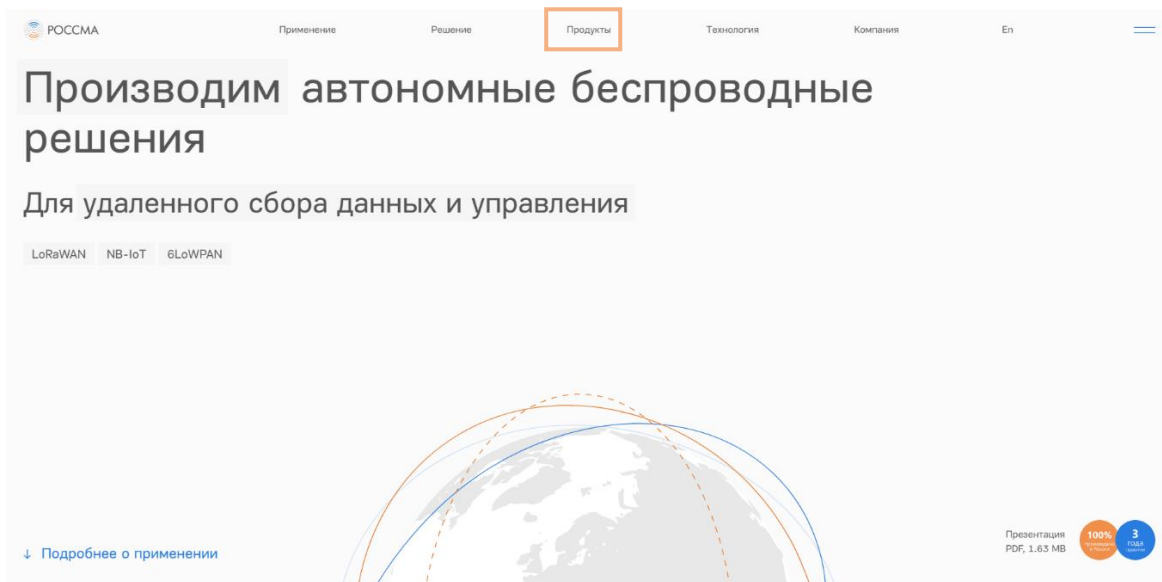 РОССМА
Применение
Решение
Продукты
Технология
Компания
En
Производим автономные беспроводные
решения
Для удаленного сбора данных и управления
LoRaWAN NB-IoT 6LoWPAN
↓ Подробнее о применении
Презентация
PDF, 1.63 MB
100%
3
года